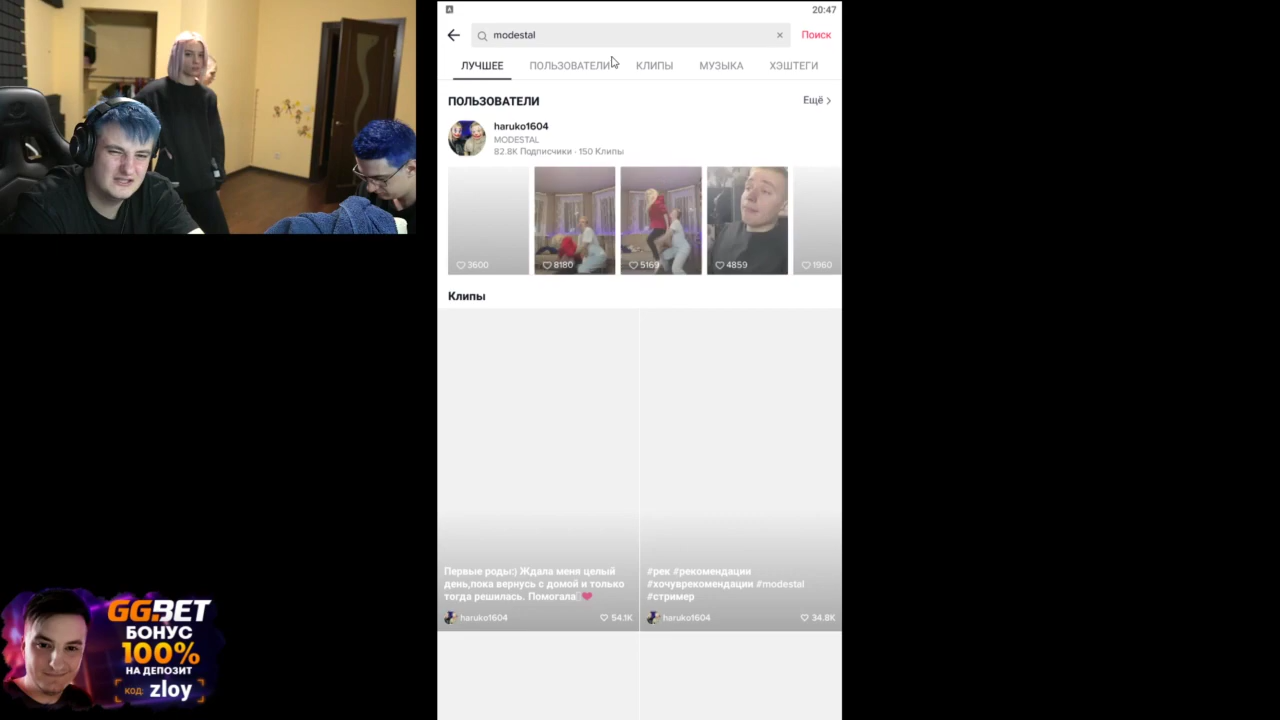 20:47
modestal
Поиск
ЛУЧШЕЕ
ПОЛЬЗОВАТЕЛИ
КЛИПЫ
МУЗЫКА
ХЭШТЕГИ
ПОЛЬЗОВАТЕЛИ
Ещё
haruko1604
MODESTAL
82.8K Подписчики · 150 Клипы
3600
8180
5169
4859
1960
Клипы
Первые роды:) Ждала меня целый
день,пока вернусь с домой и только
тогда решилась. Помогала
haruko1604
54.1K
#рек #рекомендации
#хочуврекомендации #modestal
#стример
haruko1604
34.8K
GG.BET
БОНУС
100%
НА ДЕПОЗИТ
КОД: zloy